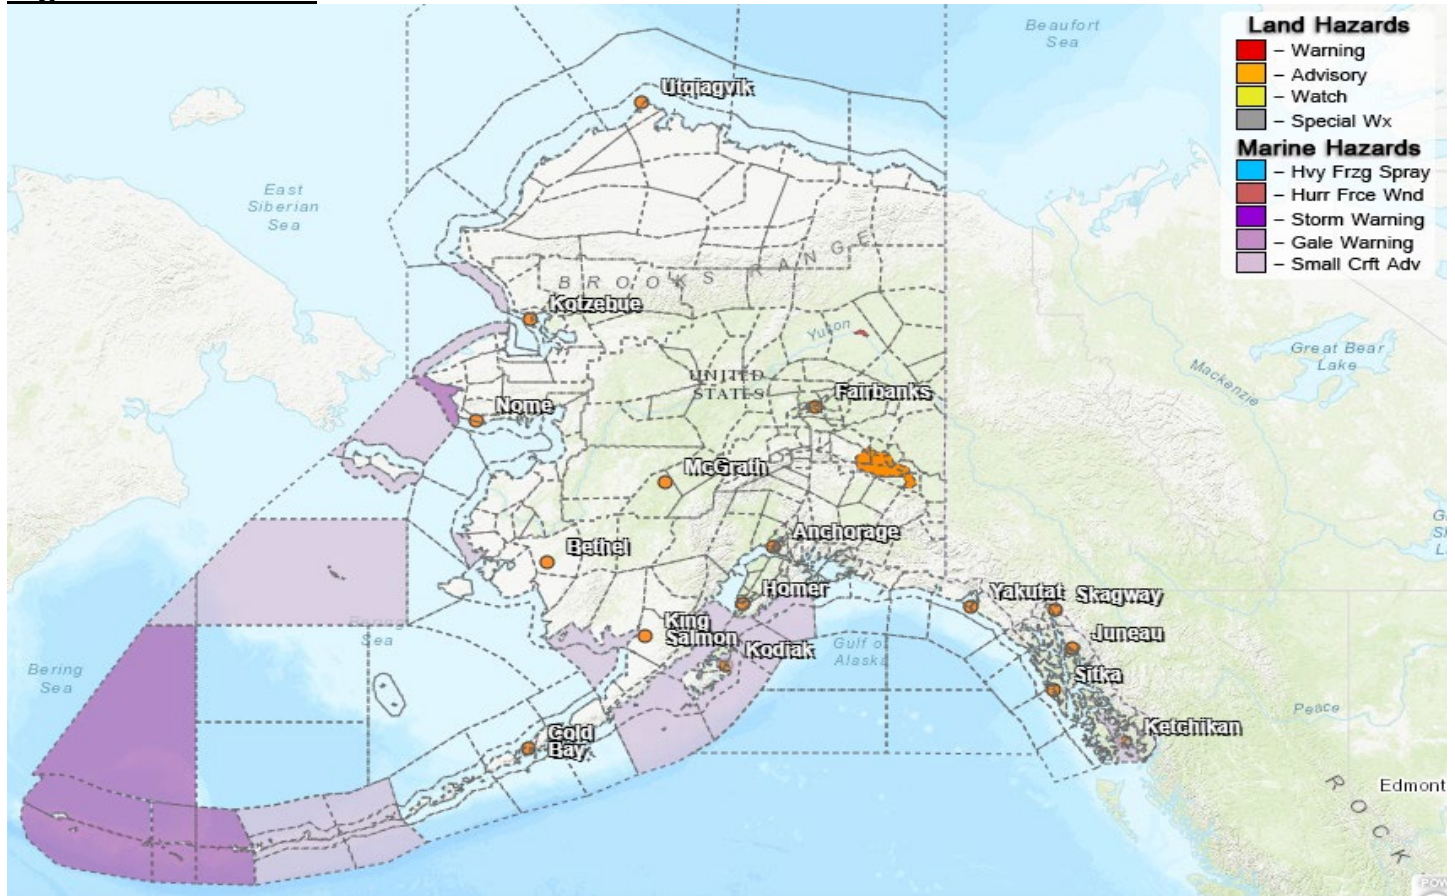 Beaufort
Sea
Land Hazards
– Warning
– Advisory
– Watch
– Special Wx
Marine Hazards
– Hvy Frzg Spray
– Hurr Frce Wnd
– Storm Warning
– Gale Warning
– Small Crft Adv
Utqiagvik
East
Siberian
Sea
BROOKS RANGE
Kotzebue
Yukon
Great Bear
Lake
Mackenzie
UNITED
STATES
Fairbanks
Nome
McGrath
Anchorage
Bethel
Homer
Yakutat
Skagway
King
Salmon
Kodiak
Juneau
Bering
Sea
Gulf of
Alaska
Bering
Sea
Sitka
Peace
Ketchikan
Cold
Bay
Edmont
ROCK